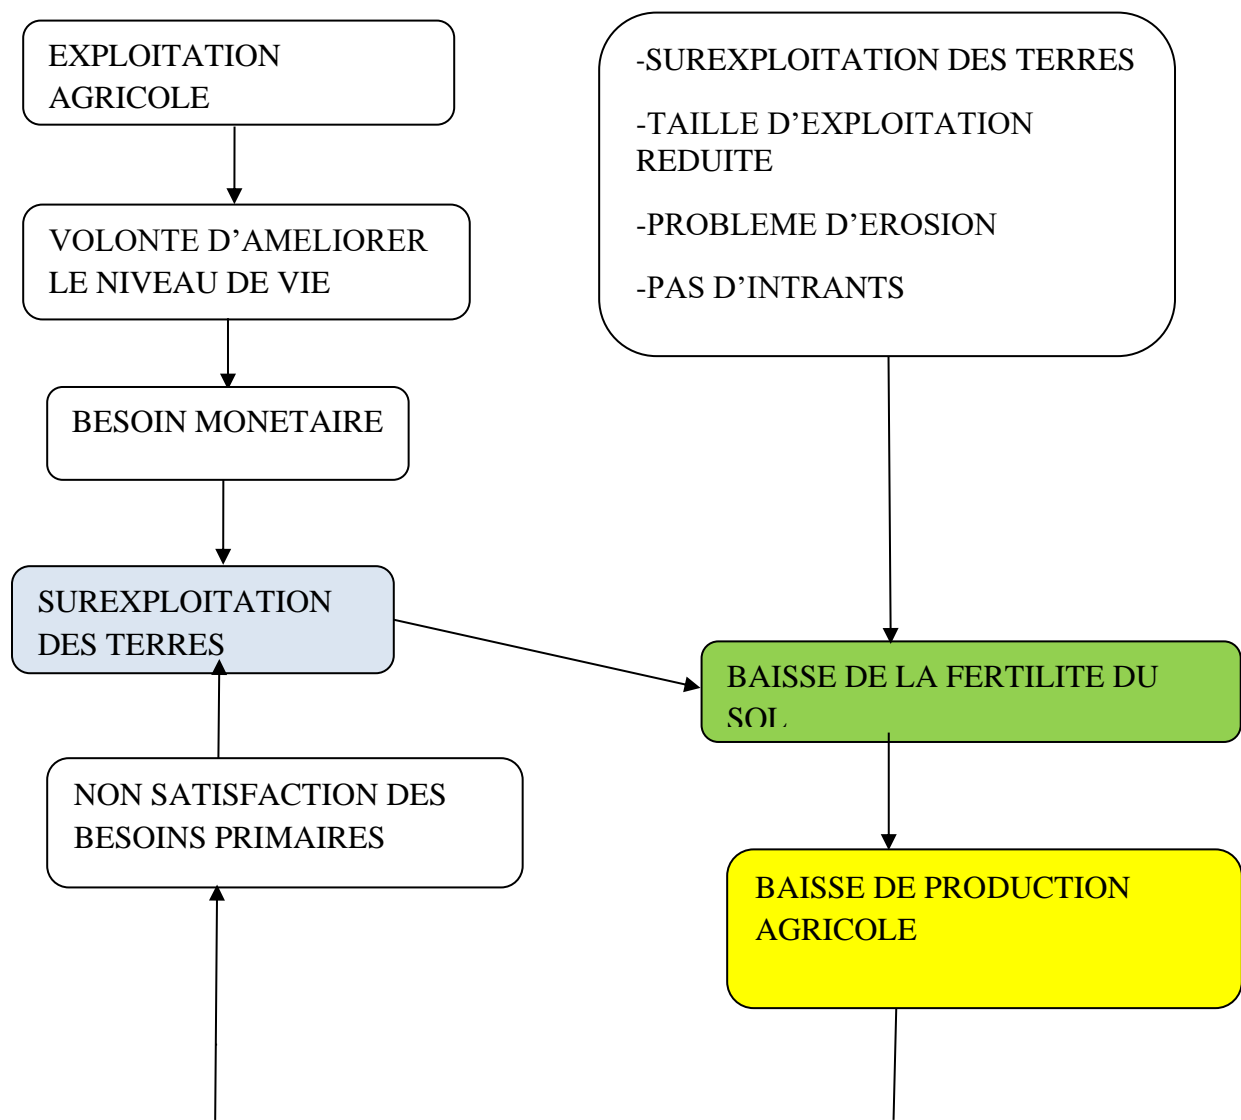 EXPLOITATION
AGRICOLE
VOLONTE D’AMELIORER
LE NIVEAU DE VIE
BESOIN MONETAIRE
SUREXPLOITATION
DES TERRES
NON SATISFACTION DES
BESOINS PRIMAIRES
-SUREXPLOITATION DES TERRES
-TAILLE D’EXPLOITATION
REDUITE
-PROBLEME D’EROSION
-PAS D’INTRANTS
BAISSE DE LA FERTILITE DU
SOL
BAISSE DE PRODUCTION
AGRICOLE